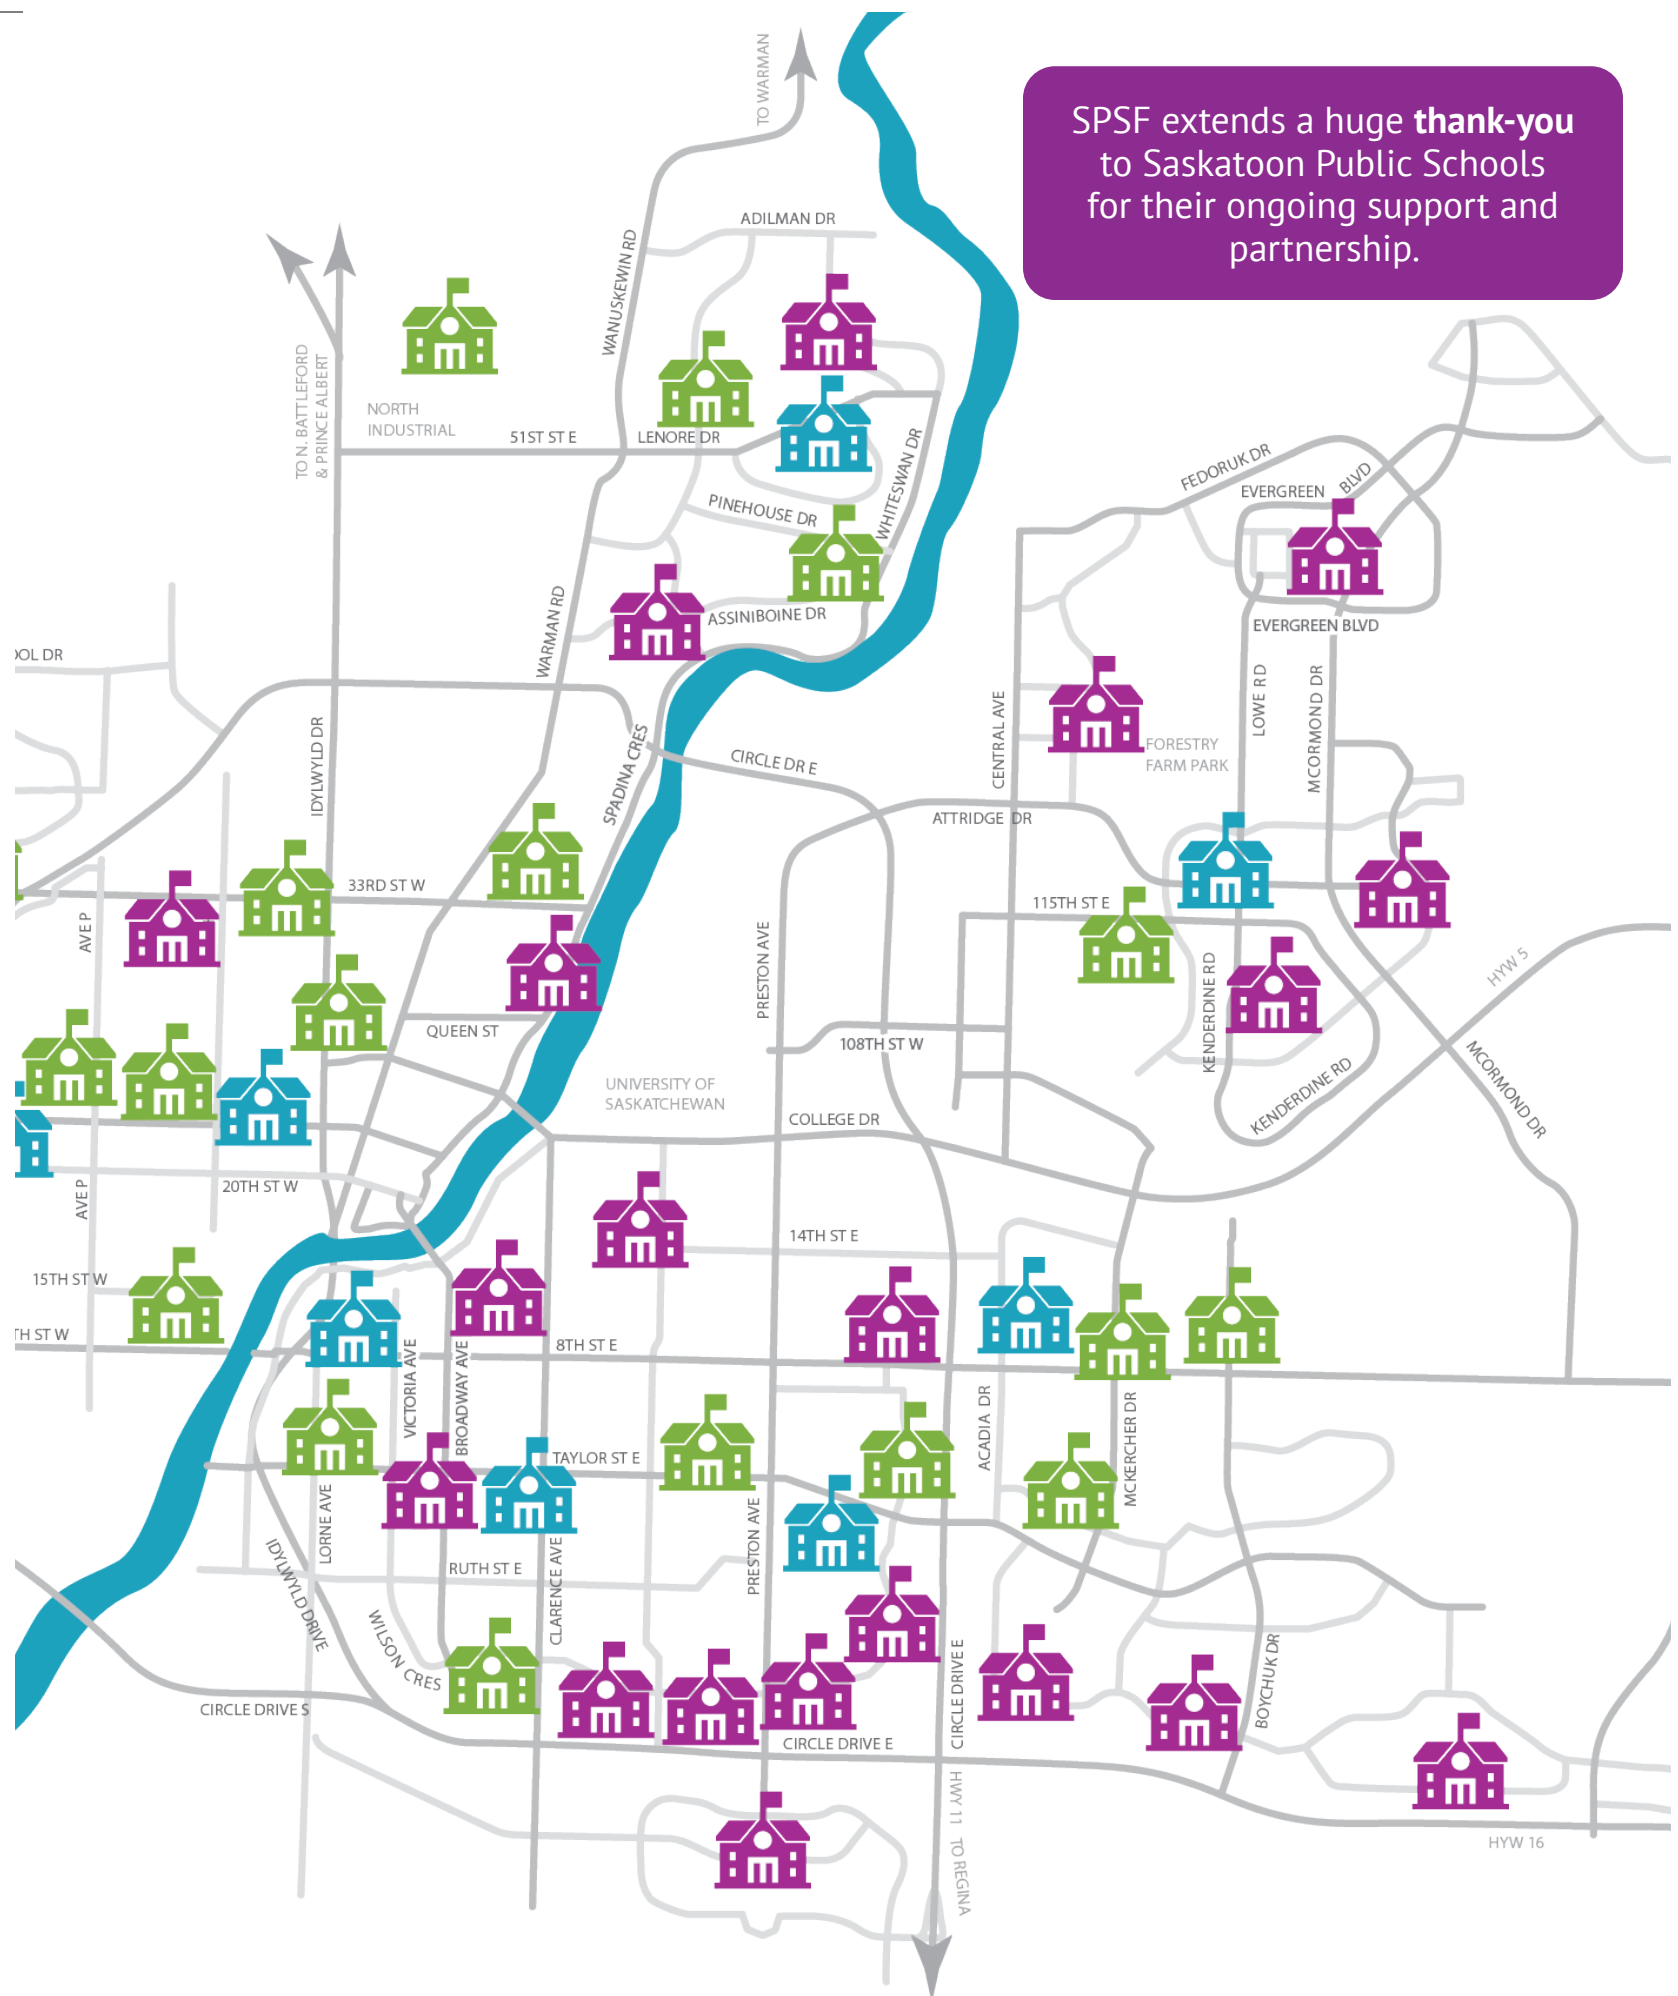 SPSF extends a huge thank-you
to Saskatoon Public Schools
for their ongoing support and
partnership.
TO WARMAN
ADILMAN DR
WANUSKEWIN RD
TO N. BATTLEFORD
& PRINCE ALBERT
NORTH
INDUSTRIAL
51ST ST E
LENORE DR
WHITESWAN DR
PINEHOUSE DR
FEDORUK DR
EVERGREEN
BLVD
ASSINIBOINE DR
WARMAN RD
EVERGREEN BLVD
OOL DR
LOWE RD
MCORMOND DR
CENTRAL AVE
FORESTRY
FARM PARK
IDYLWYLD DR
SPADINA CRES
CIRCLE DR E
ATTRIDGE DR
33RD ST W
115TH ST E
AVE P
PRESTON AVE
KENDERDINE RD
HYW 5
QUEEN ST
108TH ST W
MCORMOND DR
KENDERDINE RD
UNIVERSITY OF
SASKATCHEWAN
COLLEGE DR
AVE P
20TH ST W
14TH ST E
15TH ST W
TH ST W
8TH ST E
VICTORIA AVE
BROADWAY AVE
ACADIA DR
MCKERCHER DR
TAYLOR ST E
LORNE AVE
PRESTON AVE
IDYLWYLD DRIVE
RUTH ST E
CLARENCE AVE
WILSON CRES
CIRCLE DRIVE E
BOYCHUK DR
CIRCLE DRIVE S
CIRCLE DRIVE E
HWY 11 TO REGINA
HYW 16